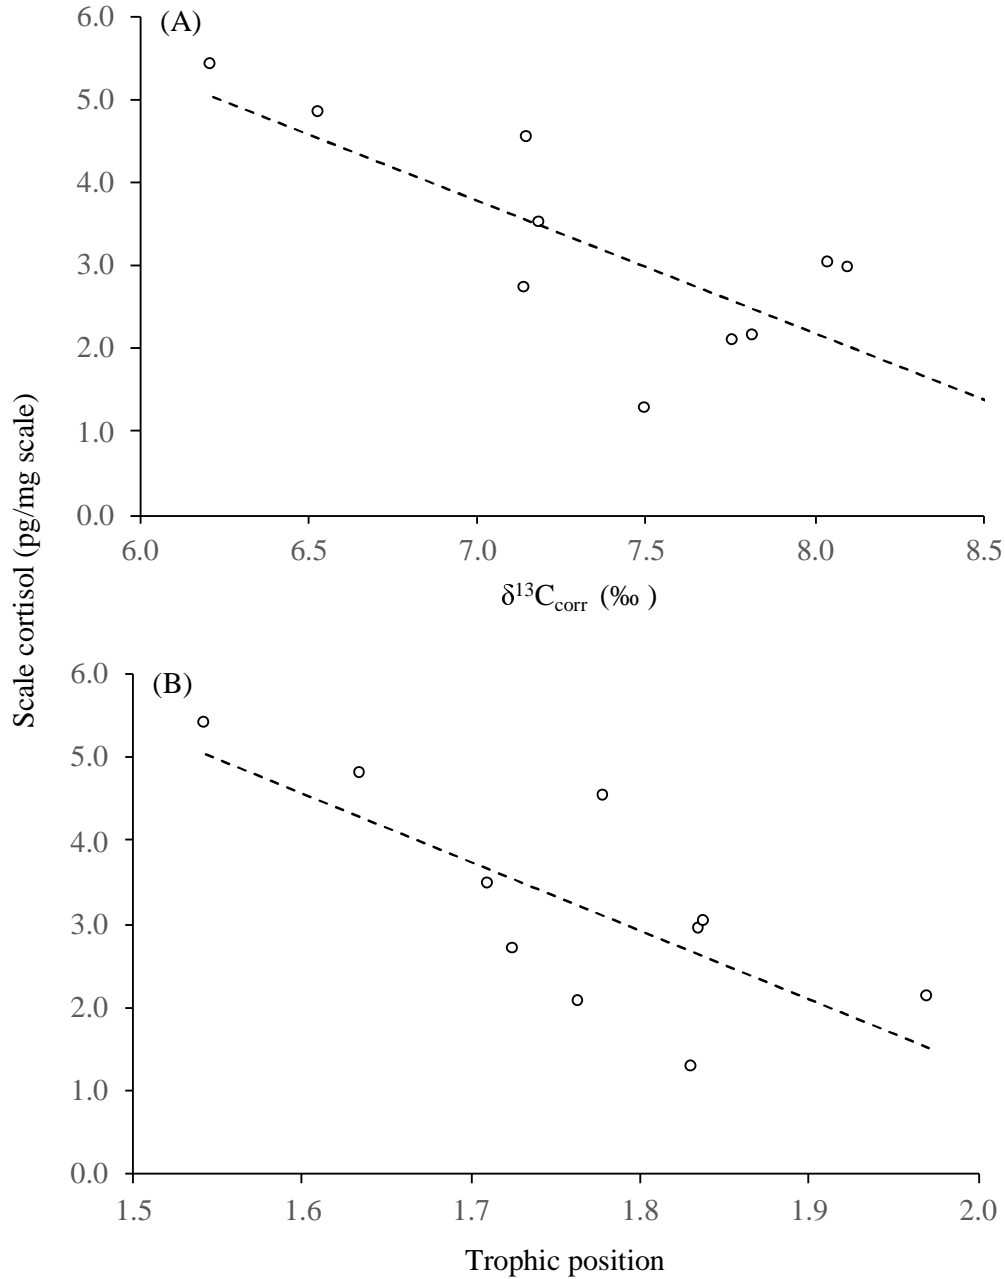 (A)
6.0
5.0
4.0
3.0
2.0
1.0
0.0
6.0 6.5 7.0 7.5 8.0 8.5
δ¹³Ccorr (‰ )
Scale cortisol (pg/mg scale)
(B)
6.0
5.0
4.0
3.0
2.0
1.0
0.0
1.5 1.6 1.7 1.8 1.9 2.0
Trophic position